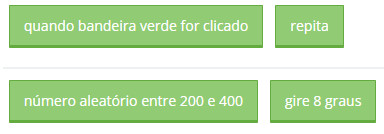 quando bandeira verde for clicado repita
número aleatório entre 200 e 400 gire 8 graus